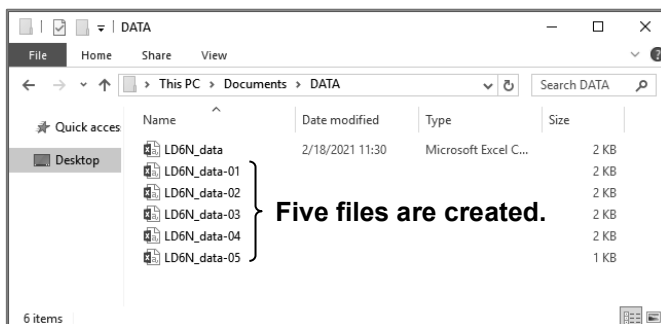 DATA
File Home Share View
This PC > Documents > DATA Search DATA
Quick acces Name Date modified Type Size
Desktop LD6N_data 2/18/2021 11:30 Microsoft Excel C... 2 KB
LD6N_data-01 2 KB
LD6N_data-02 2 KB
LD6N_data-03 Five files are created. 2 KB
LD6N_data-04 2 KB
LD6N_data-05 1 KB
6 items